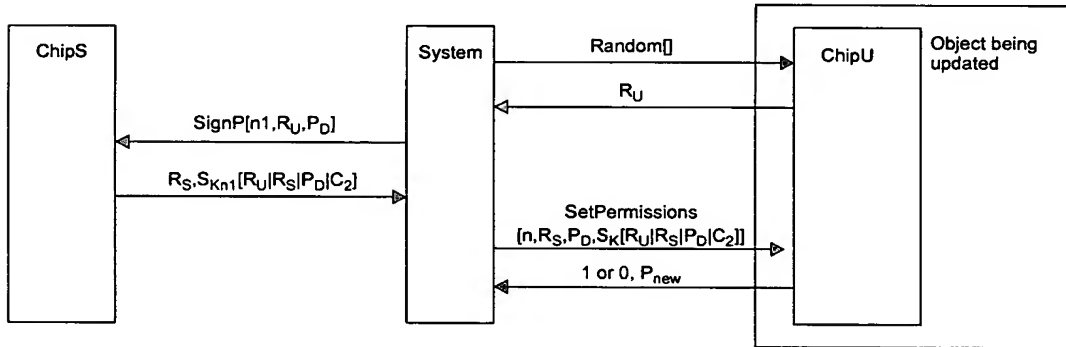 ChipS
System
Random[]
ChipU
Object being
updated
R_U
SignP[n1,R_U,P_D]
R_S,S_Kn1[R_U|R_S|P_D|C_2]
SetPermissions
[n,R_S,P_D,S_K[R_U|R_S|P_D|C_2]]
1 or 0, P_new